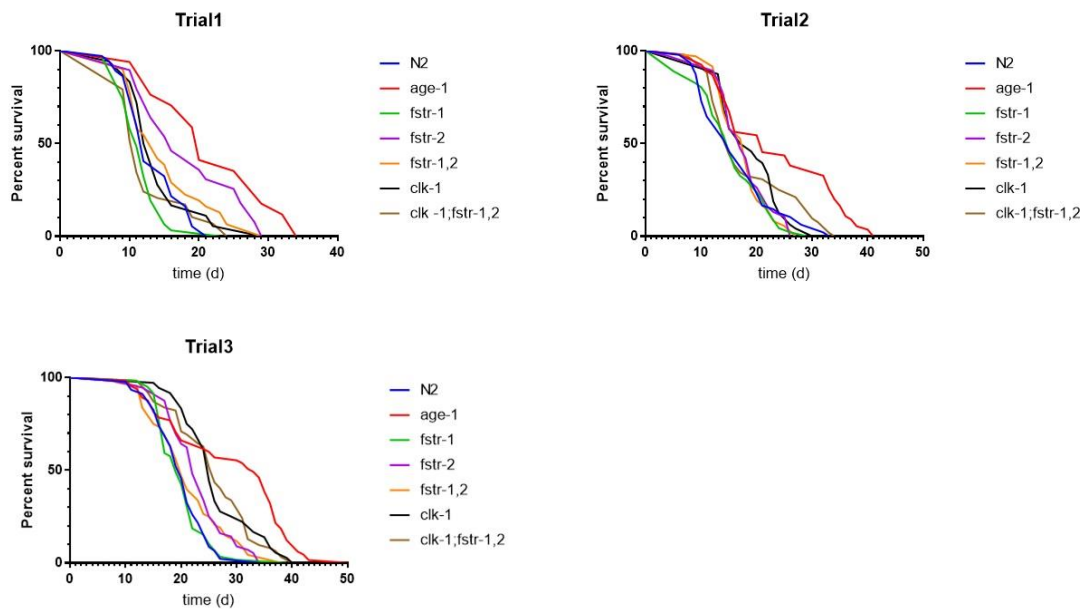 Trial1
Percent survival
100
50
0
0 10 20 30 40
time (d)
N2
age-1
fstr-1
fstr-2
fstr-1,2
clk-1
clk -1;fstr-1,2
Trial2
Percent survival
100
50
0
0 10 20 30 40 50
time (d)
N2
age-1
fstr-1
fstr-2
fstr-1,2
clk-1
clk-1;fstr-1,2
Trial3
Percent survival
100
50
0
0 10 20 30 40 50
time (d)
N2
age-1
fstr-1
fstr-2
fstr-1,2
clk-1
clk-1;fstr-1,2